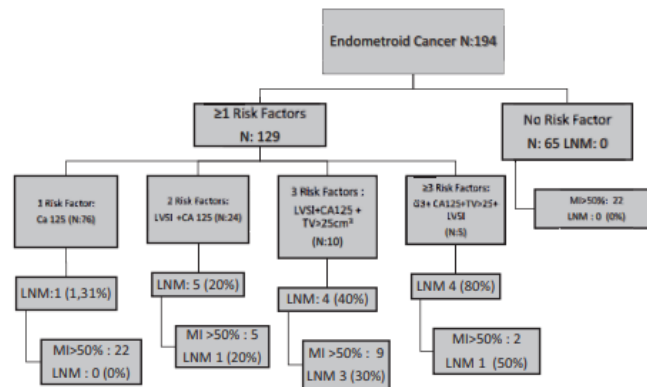 Endometroid Cancer N:194
≥1 Risk Factors
N: 129
No Risk Factor
N: 65 LNM: 0
1 Risk Factor:
Ca 125 (N:76)
2 Risk Factors:
LVSI +CA 125 (N:24)
3 Risk Factors :
LVSI+CA125 +
TV>25cm³
(N:10)
≥3 Risk Factors:
G3+ CA125+TV>25+
LVSI
(N:5)
MI>50%: 22
LNM : 0 (0%)
LNM:1 (1,31%)
LNM: 5 (20%)
LNM: 4 (40%)
LNM 4 (80%)
MI>50% : 22
LNM : 0 (0%)
MI>50% : 5
LNM 1 (20%)
MI>50% : 9
LNM 3 (30%)
MI>50% : 2
LNM 1 (50%)